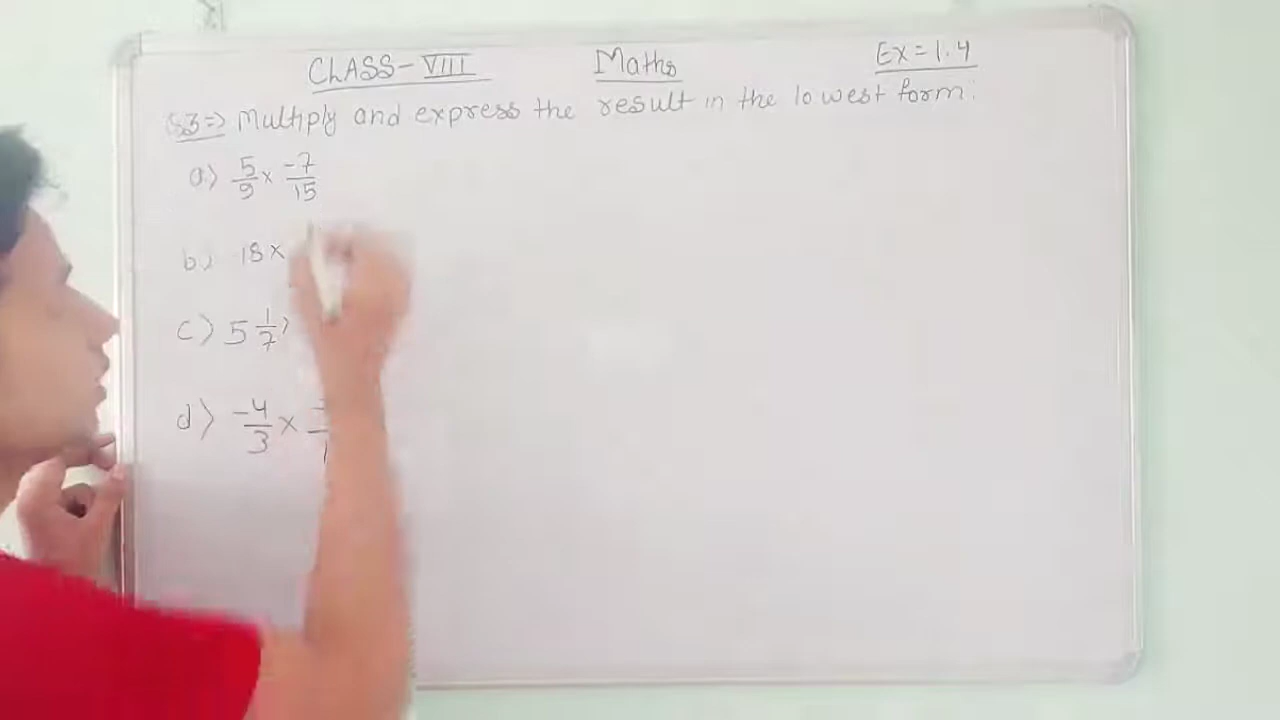 CLASS-VIII Maths Ex=1.4
Q3=> Multiply and express the result in the lowest form:
a) 5/9 x -7/15
b) 18x
c) 5 1/7
d) -4/3 x